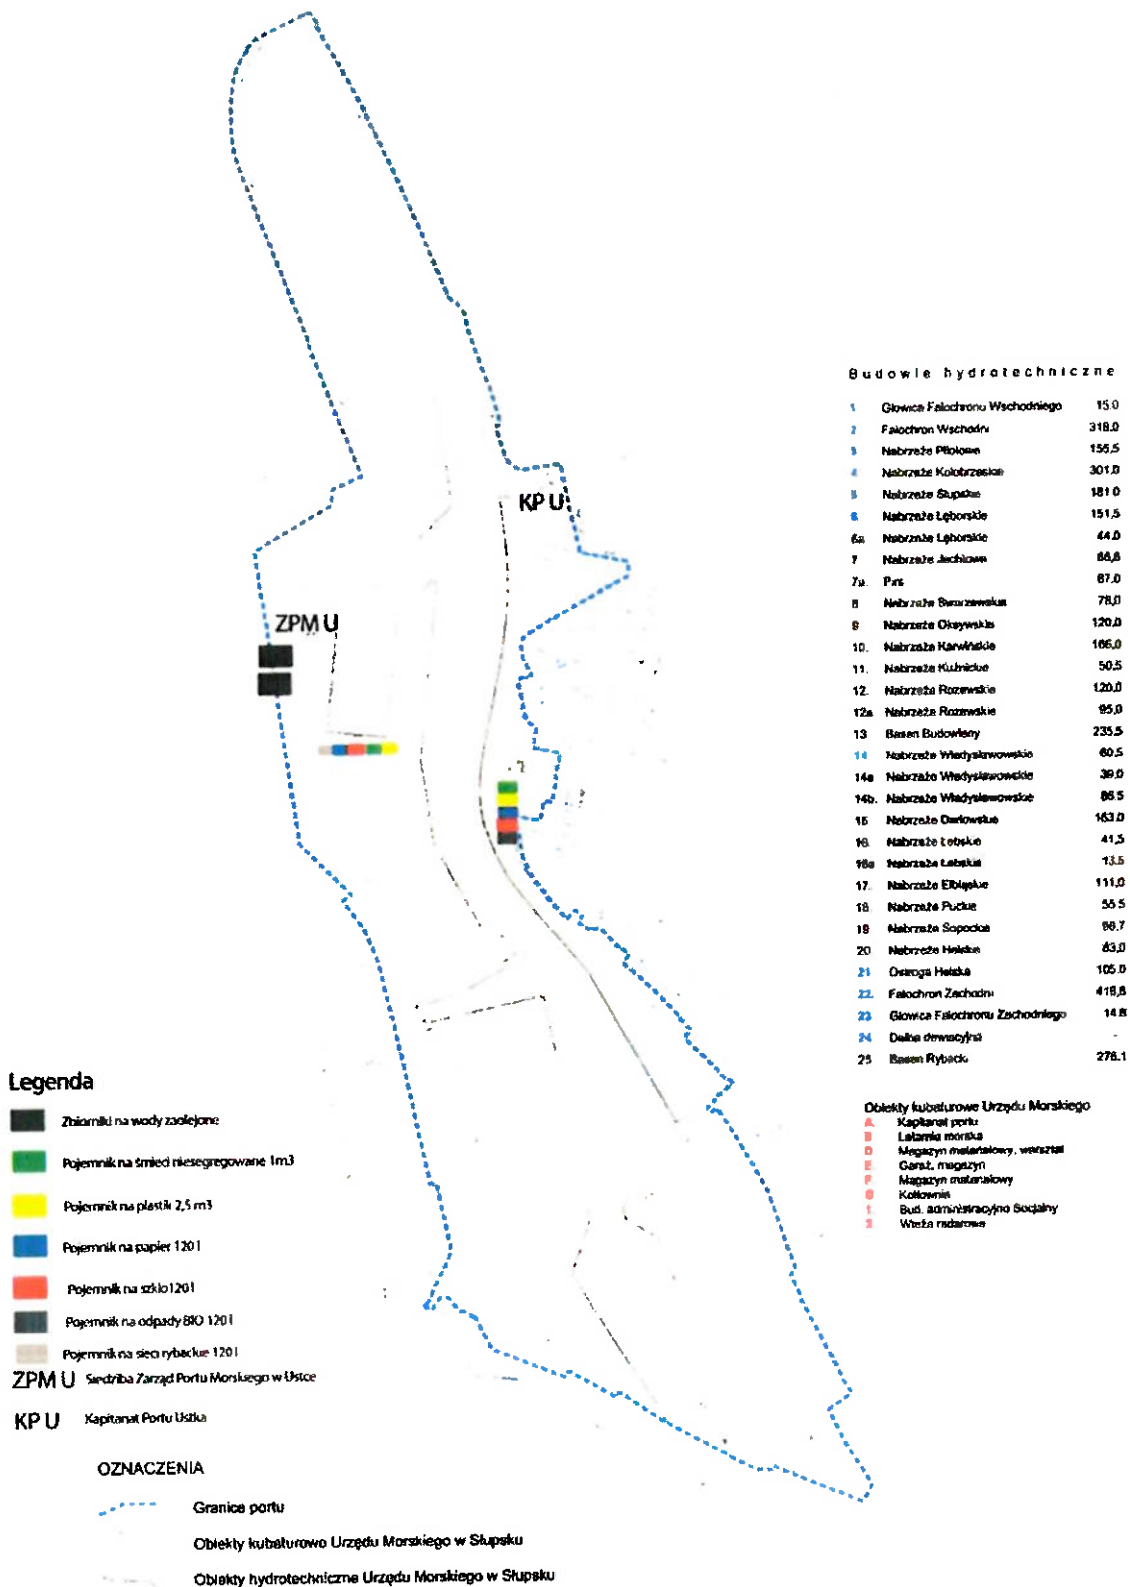 KP U
ZPM U
Budowle hydrotechniczne
1 Głowica Falochronu Wschodniego 15.0
2 Falochron Wschodni 318.0
3 Nabrzeże Pilotowe 156,5
4 Nabrzeże Kołobrzeskie 301,0
5 Nabrzeże Słupskie 181 0
6 Nabrzeże Lęborskie 151,5
6a Nabrzeże Lęborskie 44.0
7 Nabrzeże Jachtowe 66,6
7a Pirs 67.0
8 Nabrzeże Swarzewskie 78,0
9 Nabrzeże Oksywskie 120,0
10. Nabrzeże Karwińskie 166,0
11. Nabrzeże Kuźnickie 50,5
12. Nabrzeże Rozewskie 120,0
12a Nabrzeże Rozewskie 95,0
13 Basen Budowlany 235,5
14 Nabrzeże Władysławowskie 60,5
14a Nabrzeże Władysławowskie 39,0
14b. Nabrzeże Władysławowskie 86 5
15 Nabrzeże Darłowskie 163.0
16. Nabrzeże Łebskie 41,5
16a Nabrzeże Łebskie 13.5
17. Nabrzeże Elbląskie 111,0
18. Nabrzeże Puckie 55 5
19 Nabrzeże Sopockie 98.7
20 Nabrzeże Helskie 83,0
21 Ostroga Helska 105.0
22. Falochron Zachodni 418,8
23 Głowica Falochronu Zachodniego 14.8
24 Dalba dewiacyjna -
25 Basen Rybacki 276.1
Obiekty kubaturowe Urzędu Morskiego
A. Kapitanat portu
B Latarnia morska
D Magazyn materiałowy, warsztat
E Garaż, magazyn
F Magazyn materiałowy
G Kotłownia
1 Bud. administracyjno Socjalny
Wieża radarowa
Legenda
Zbiorniki na wody zaolejone
Pojemnik na śmieci niesegregowane 1m3
Pojemnik na plastik 2,5 m3
Pojemnik na papier 120 l
Pojemnik na szkło 120 l
Pojemnik na odpady BIO 120 l
Pojemnik na sieci rybackie 120 l
ZPM U Siedziba Zarząd Portu Morskiego w Ustce
KP U Kapitanat Portu Ustka
OZNACZENIA
Granice portu
Obiekty kubaturowe Urzędu Morskiego w Słupsku
Obiekty hydrotechniczne Urzędu Morskiego w Słupsku